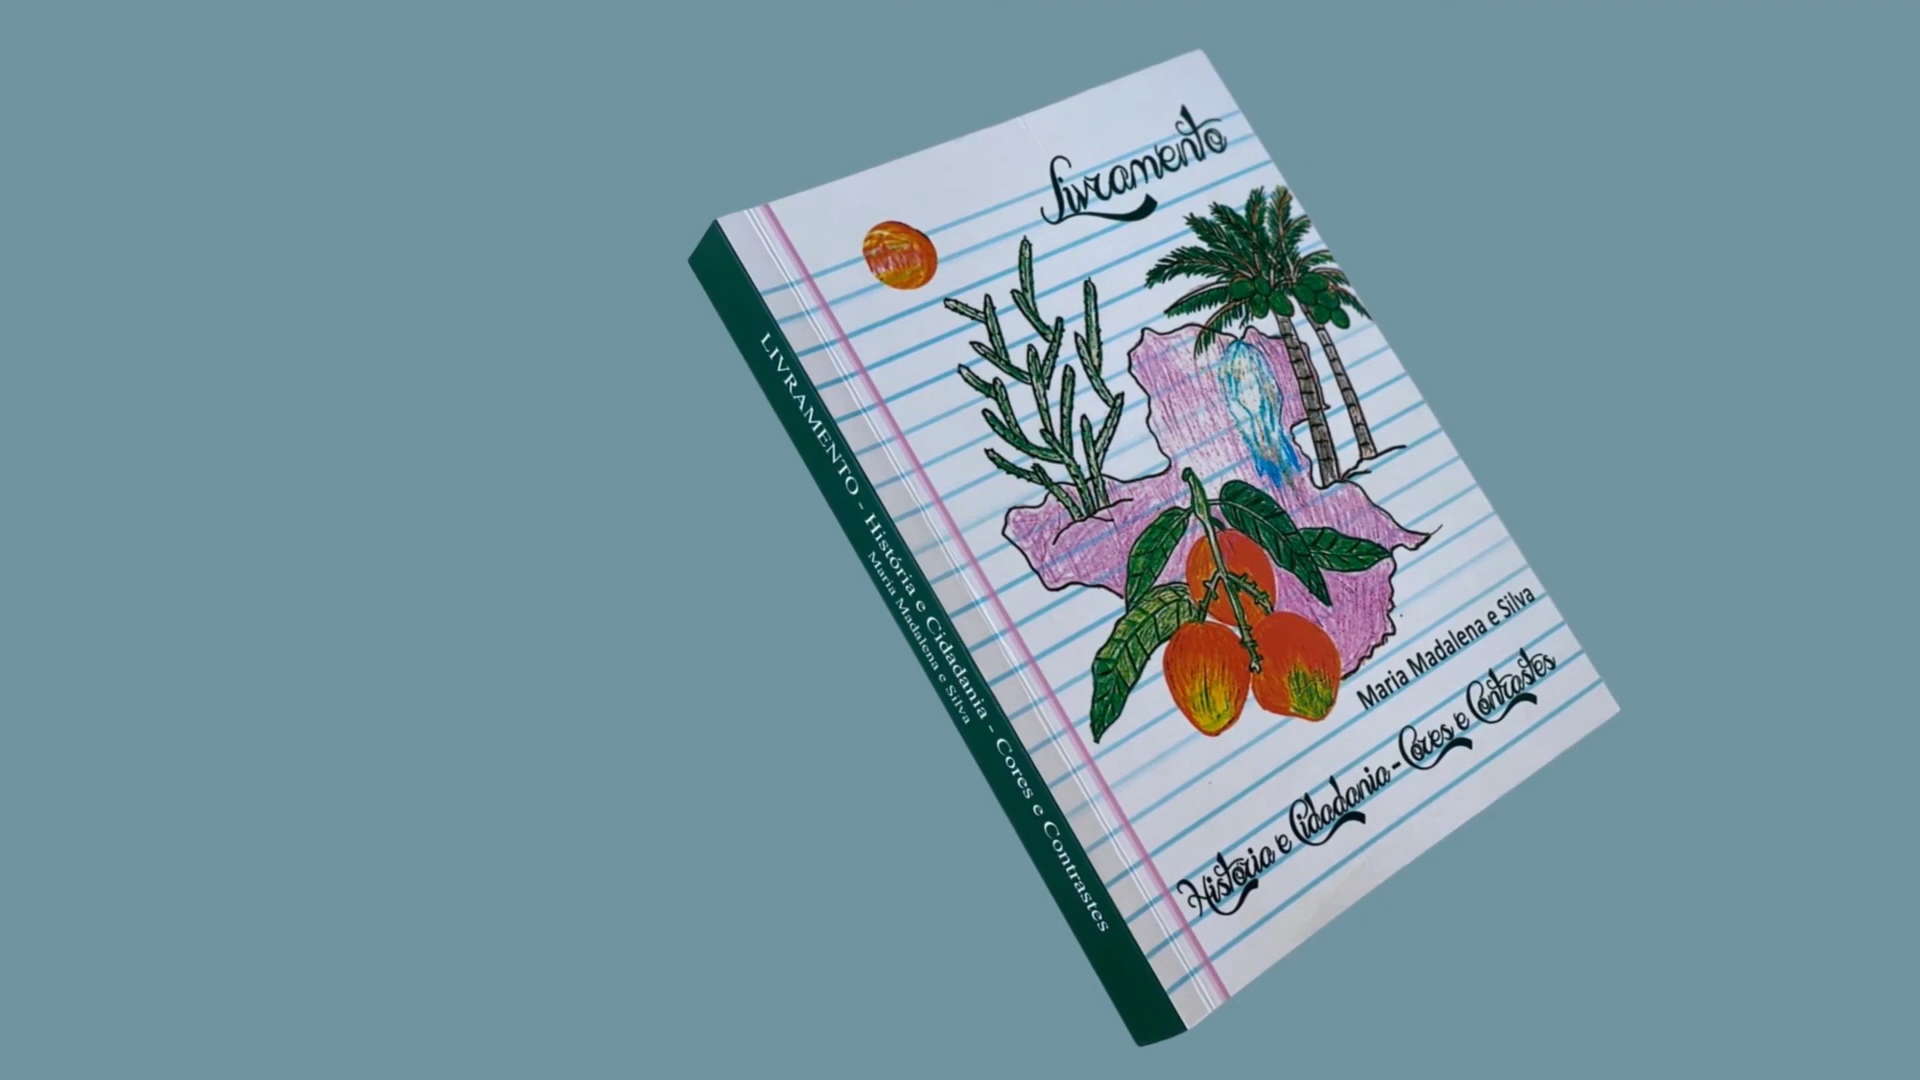 Livramento
Maria Madalena e Silva
História e Cidadania - Cores e Contrastes
LIVRAMENTO - História e Cidadania - Cores e Contrastes
Maria Madalena e Silva